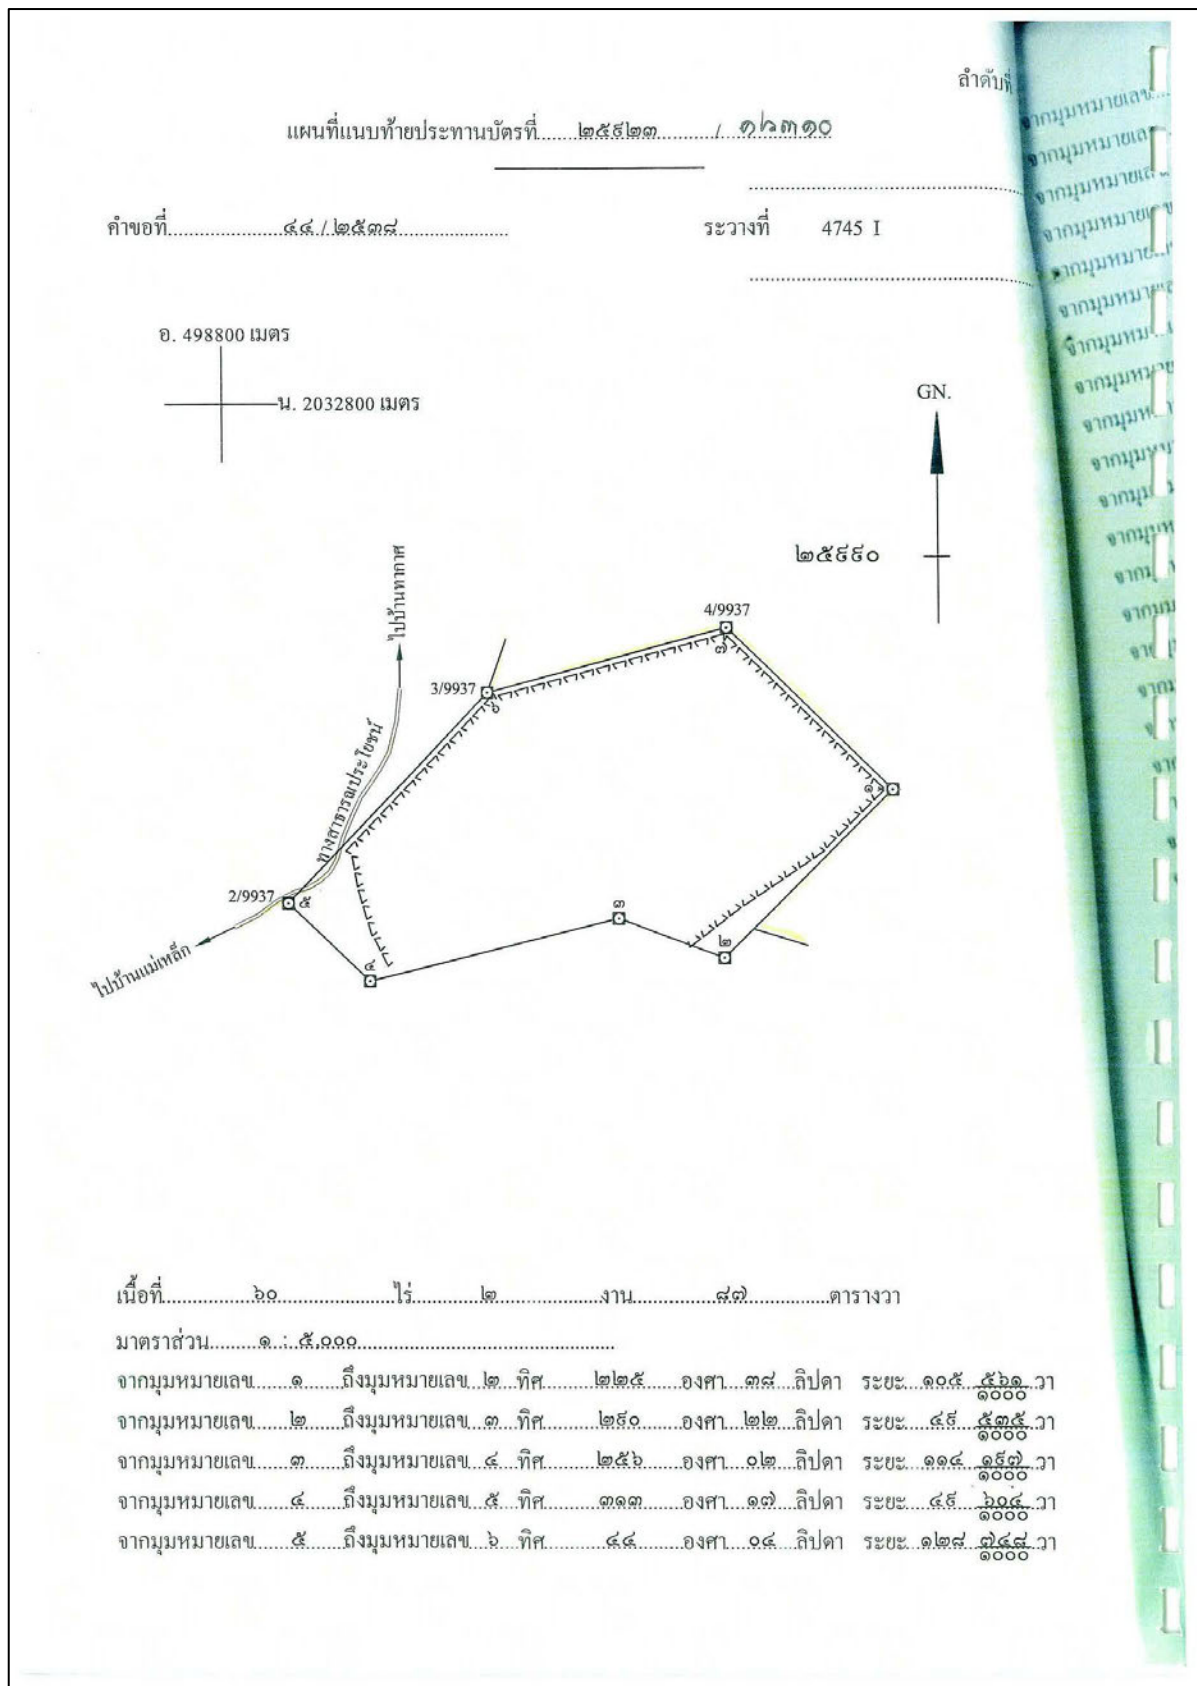 ลำดับที่
แผนที่แนบท้ายประทานบัตรที่ ๒๕๙๒๓ / ๑๖๓๑๐
คำขอที่ ๔๔ / ๒๕๓๘
ระวางที่ 4745 I
อ. 498800 เมตร
น. 2032800 เมตร
GN.
๒๕๙๙๐
ไปบ้านทากาศ
4/9937
๗
3/9937
๖
ทางสาธารณประโยชน์
๑
2/9937
๕
๓
๒
๔
ไปบ้านแม่เหล็ก
เนื้อที่ ๖๐ ไร่ ๒ งาน ๘๗ ตารางวา
มาตราส่วน ๑ : ๕,๐๐๐
จากมุมหมายเลข ๑ ถึงมุมหมายเลข ๒ ทิศ ๒๒๕ องศา ๓๘ ลิปดา ระยะ ๑๐๕ ๕๖๑/๑๐๐๐ วา
จากมุมหมายเลข ๒ ถึงมุมหมายเลข ๓ ทิศ ๒๙๐ องศา ๒๒ ลิปดา ระยะ ๔๙ ๕๓๕/๑๐๐๐ วา
จากมุมหมายเลข ๓ ถึงมุมหมายเลข ๔ ทิศ ๒๕๖ องศา ๐๒ ลิปดา ระยะ ๑๑๔ ๑๙๗/๑๐๐๐ วา
จากมุมหมายเลข ๔ ถึงมุมหมายเลข ๕ ทิศ ๓๑๓ องศา ๑๗ ลิปดา ระยะ ๔๙ ๖๐๔/๑๐๐๐ วา
จากมุมหมายเลข ๕ ถึงมุมหมายเลข ๖ ทิศ ๔๔ องศา ๐๔ ลิปดา ระยะ ๑๒๘ ๗๔๘/๑๐๐๐ วา